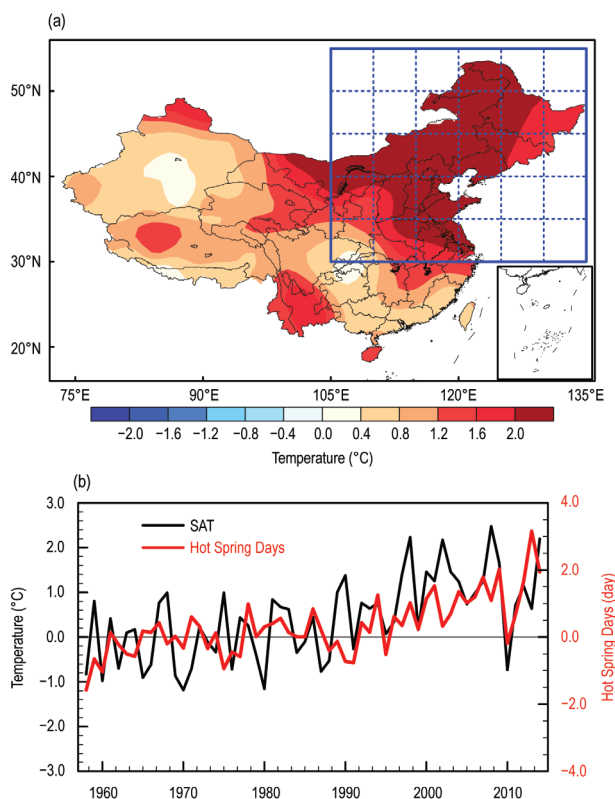 (a)
50°N
40°N
30°N
20°N
75°E 90°E 105°E 120°E 135°E
−2.0 −1.6 −1.2 −0.8 −0.4 0.0 0.4 0.8 1.2 1.6 2.0
Temperature (°C)
(b)
3.0 4.0
SAT
Hot Spring Days
2.0
2.0
1.0
0.0 0.0
−1.0
−2.0
−2.0
−3.0 −4.0
Temperature (°C)
Hot Spring Days (day)
1960 1970 1980 1990 2000 2010